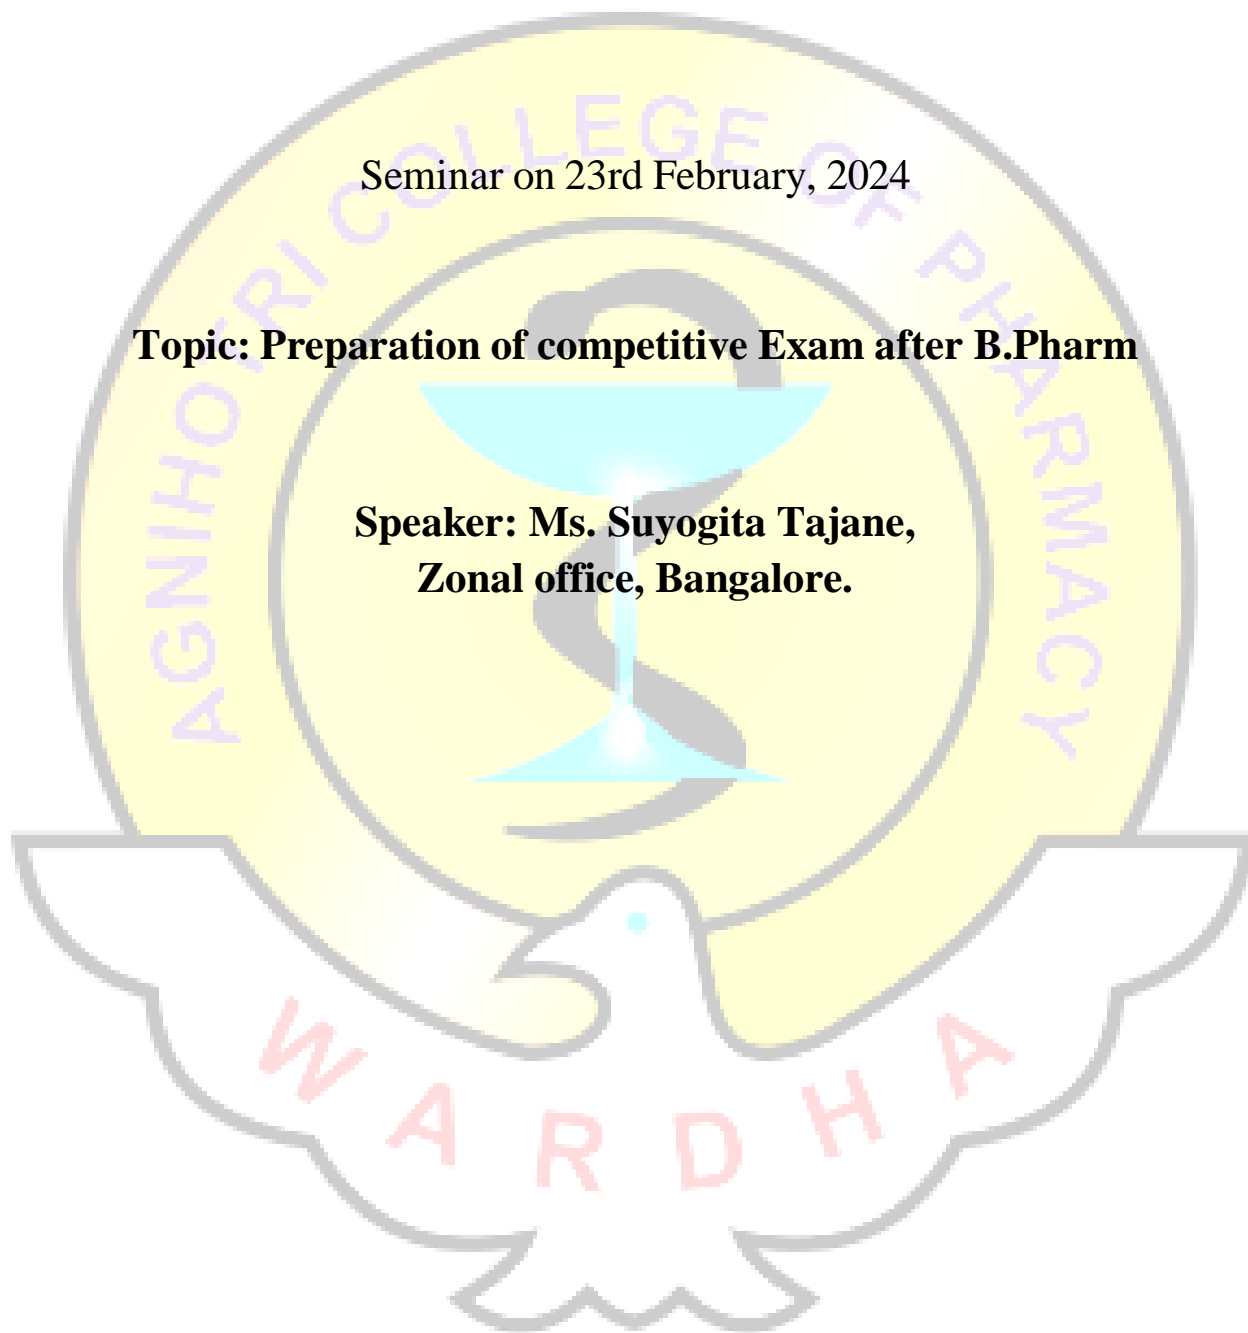 Seminar on 23rd February, 2024
Topic: Preparation of competitive Exam after B.Pharm
Speaker: Ms. Suyogita Tajane,
Zonal office, Bangalore.
AGNIHOTRI COLLEGE OF PHARMACY
WARDHA